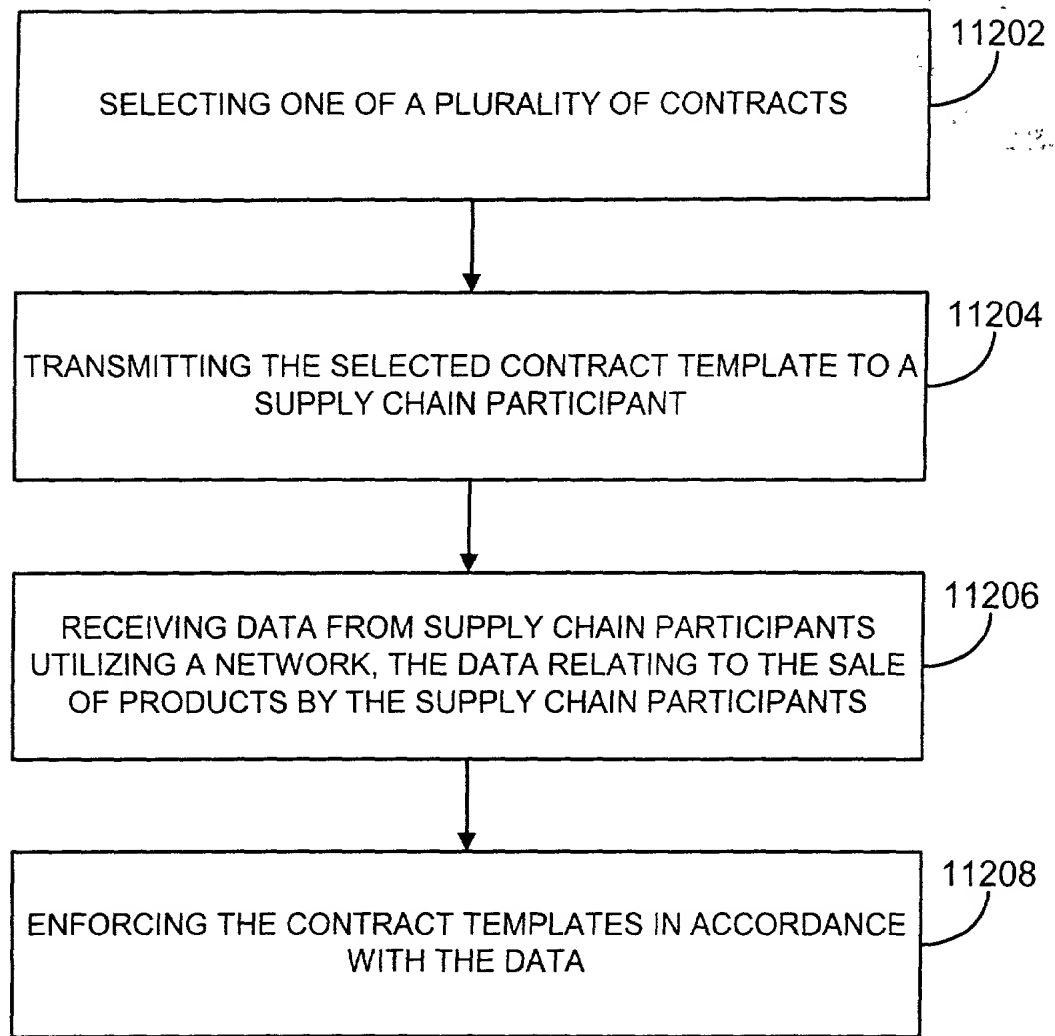 11202
SELECTING ONE OF A PLURALITY OF CONTRACTS
11204
TRANSMITTING THE SELECTED CONTRACT TEMPLATE TO A
SUPPLY CHAIN PARTICIPANT
11206
RECEIVING DATA FROM SUPPLY CHAIN PARTICIPANTS
UTILIZING A NETWORK, THE DATA RELATING TO THE SALE
OF PRODUCTS BY THE SUPPLY CHAIN PARTICIPANTS
11208
ENFORCING THE CONTRACT TEMPLATES IN ACCORDANCE
WITH THE DATA